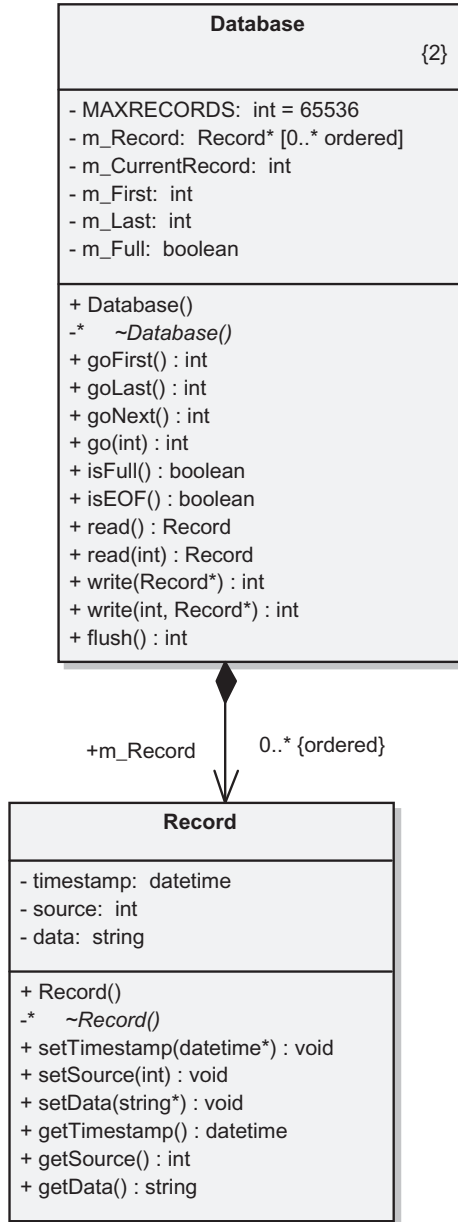 Database
{2}
- MAXRECORDS: int = 65536
- m_Record: Record* [0..* ordered]
- m_CurrentRecord: int
- m_First: int
- m_Last: int
- m_Full: boolean
+ Database()
-* ~Database()
+ goFirst() : int
+ goLast() : int
+ goNext() : int
+ go(int) : int
+ isFull() : boolean
+ isEOF() : boolean
+ read() : Record
+ read(int) : Record
+ write(Record*) : int
+ write(int, Record*) : int
+ flush() : int
+m_Record 0..* {ordered}
Record
- timestamp: datetime
- source: int
- data: string
+ Record()
-* ~Record()
+ setTimestamp(datetime*) : void
+ setSource(int) : void
+ setData(string*) : void
+ getTimestamp() : datetime
+ getSource() : int
+ getData() : string